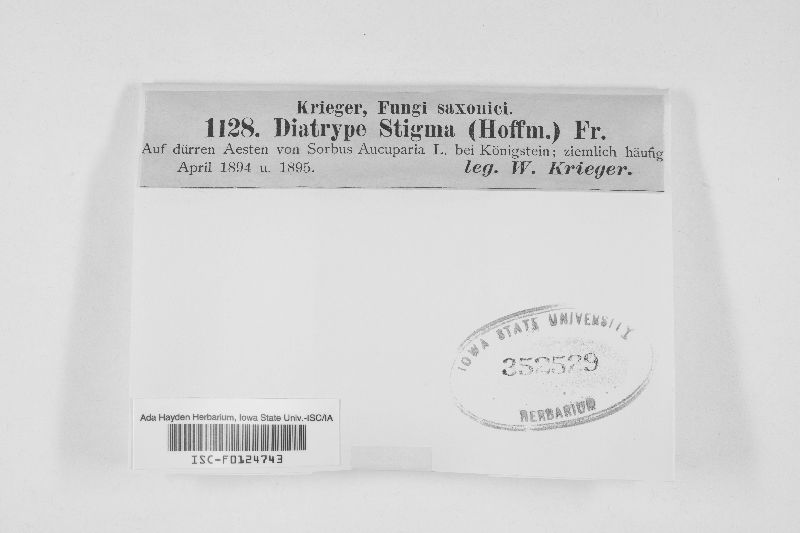 Krieger, Fungi saxonici.
1128. Diatrype Stigma (Hoffm.) Fr.
Auf dürren Aesten von Sorbus Aucuparia L. bei Königstein; ziemlich häufig
April 1894 u. 1895. leg. W. Krieger.
IOWA STATE UNIVERSITY
352529
HERBARIUM
Ada Hayden Herbarium, Iowa State Univ.-ISC/IA
ISC-F0124743